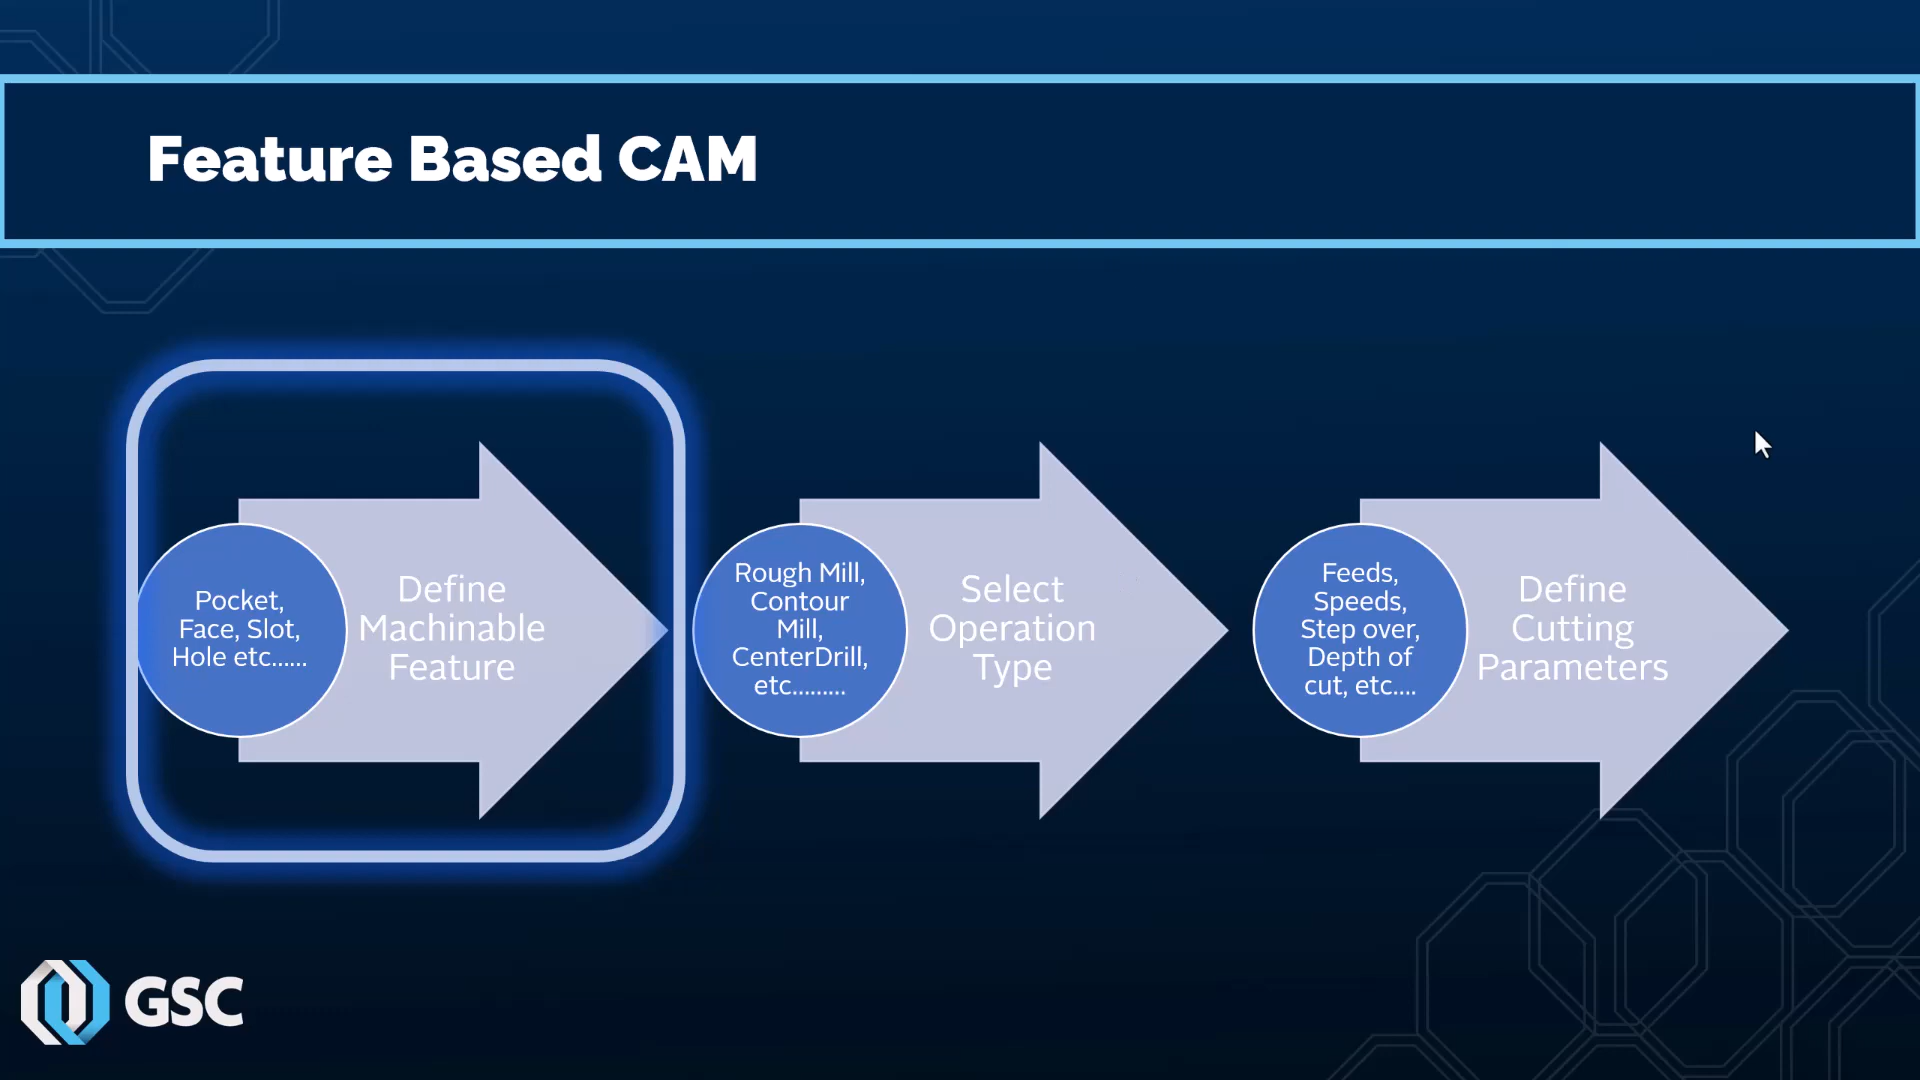 Feature Based CAM
Pocket,
Face, Slot,
Hole etc......
Define
Machinable
Feature
Rough Mill,
Contour
Mill,
CenterDrill,
etc.........
Select
Operation
Type
Feeds,
Speeds,
Step over,
Depth of
cut, etc....
Define
Cutting
Parameters
GSC